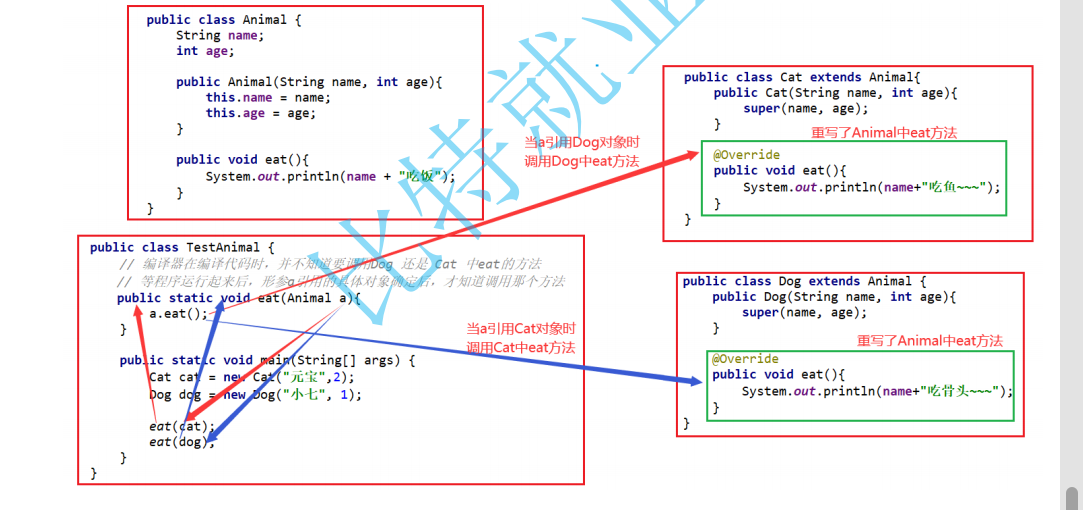 public class Animal {
String name;
int age;
public Animal(String name, int age){
this.name = name;
this.age = age;
}
public void eat(){
System.out.println(name + "吃饭");
}
}
比特就业
当a引用Dog对象时
调用Dog中eat方法
public class Cat extends Animal{
public Cat(String name, int age){
super(name, age);
}
重写了Animal中eat方法
@Override
public void eat(){
System.out.println(name+"吃鱼~~~");
}
}
public class TestAnimal {
// 编译器在编译代码时，并不知道要调用Dog 还是 Cat 中eat的方法
// 等程序运行起来后，形参a引用的具体对象确定后，才知道调用那个方法
public static void eat(Animal a){
a.eat();
}
public static void main(String[] args) {
Cat cat = new Cat("元宝",2);
Dog dog = new Dog("小七", 1);
eat(cat);
eat(dog);
}
}
当a引用Cat对象时
调用Cat中eat方法
public class Dog extends Animal {
public Dog(String name, int age){
super(name, age);
}
重写了Animal中eat方法
@Override
public void eat(){
System.out.println(name+"吃骨头~~~");
}
}